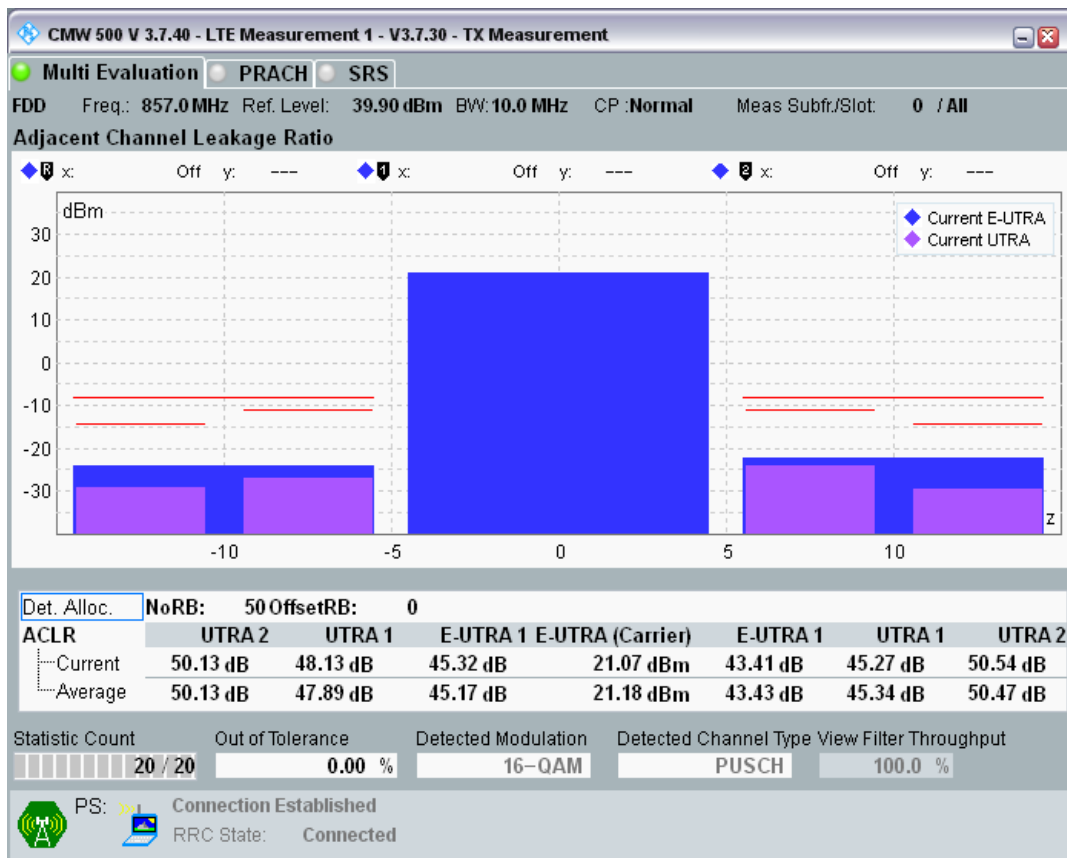 CMW 500 V 3.7.40 - LTE Measurement 1 - V3.7.30 - TX Measurement
Multi Evaluation PRACH SRS
FDD Freq.: 857.0 MHz Ref. Level: 39.90 dBm BW: 10.0 MHz CP :Normal Meas Subfr./Slot: 0 / All
Adjacent Channel Leakage Ratio
R x: Off y: --- 1 x: Off y: --- 2 x: Off y: ---
dBm
Current E-UTRA
Current UTRA
30
20
10
0
-10
-20
-30
z
-10 -5 0 5 10
Det. Alloc. NoRB: 50 OffsetRB: 0
ACLR UTRA 2 UTRA 1 E-UTRA 1 E-UTRA (Carrier) E-UTRA 1 UTRA 1 UTRA 2
Current 50.13 dB 48.13 dB 45.32 dB 21.07 dBm 43.41 dB 45.27 dB 50.54 dB
Average 50.13 dB 47.89 dB 45.17 dB 21.18 dBm 43.43 dB 45.34 dB 50.47 dB
Statistic Count Out of Tolerance Detected Modulation Detected Channel Type View Filter Throughput
20 / 20 0.00 % 16-QAM PUSCH 100.0 %
PS: Connection Established
RRC State: Connected